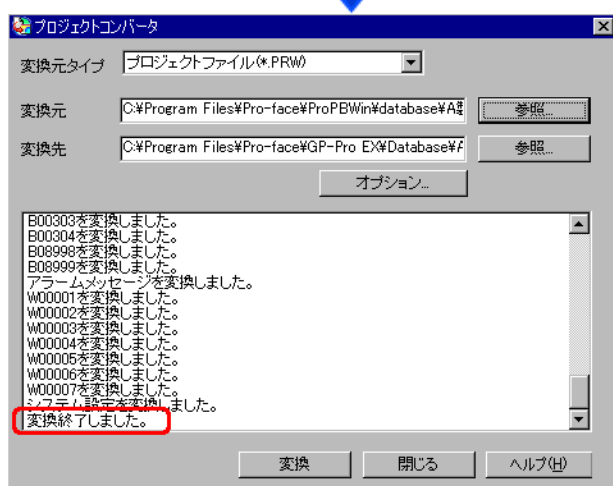 プロジェクトコンバータ
変換元タイプ プロジェクトファイル(*.PRW)
変換元 C:¥Program Files¥Pro-face¥ProPBWin¥database¥A 参照...
変換先 C:¥Program Files¥Pro-face¥GP-Pro EX¥Database¥ 参照...
オプション...
B00303を変換しました。
B00304を変換しました。
B08998を変換しました。
B08999を変換しました。
アラームメッセージを変換しました。
W00001を変換しました。
W00002を変換しました。
W00003を変換しました。
W00004を変換しました。
W00005を変換しました。
W00006を変換しました。
W00007を変換しました。
システム設定を変換しました。
変換終了しました。
変換 閉じる ヘルプ(H)